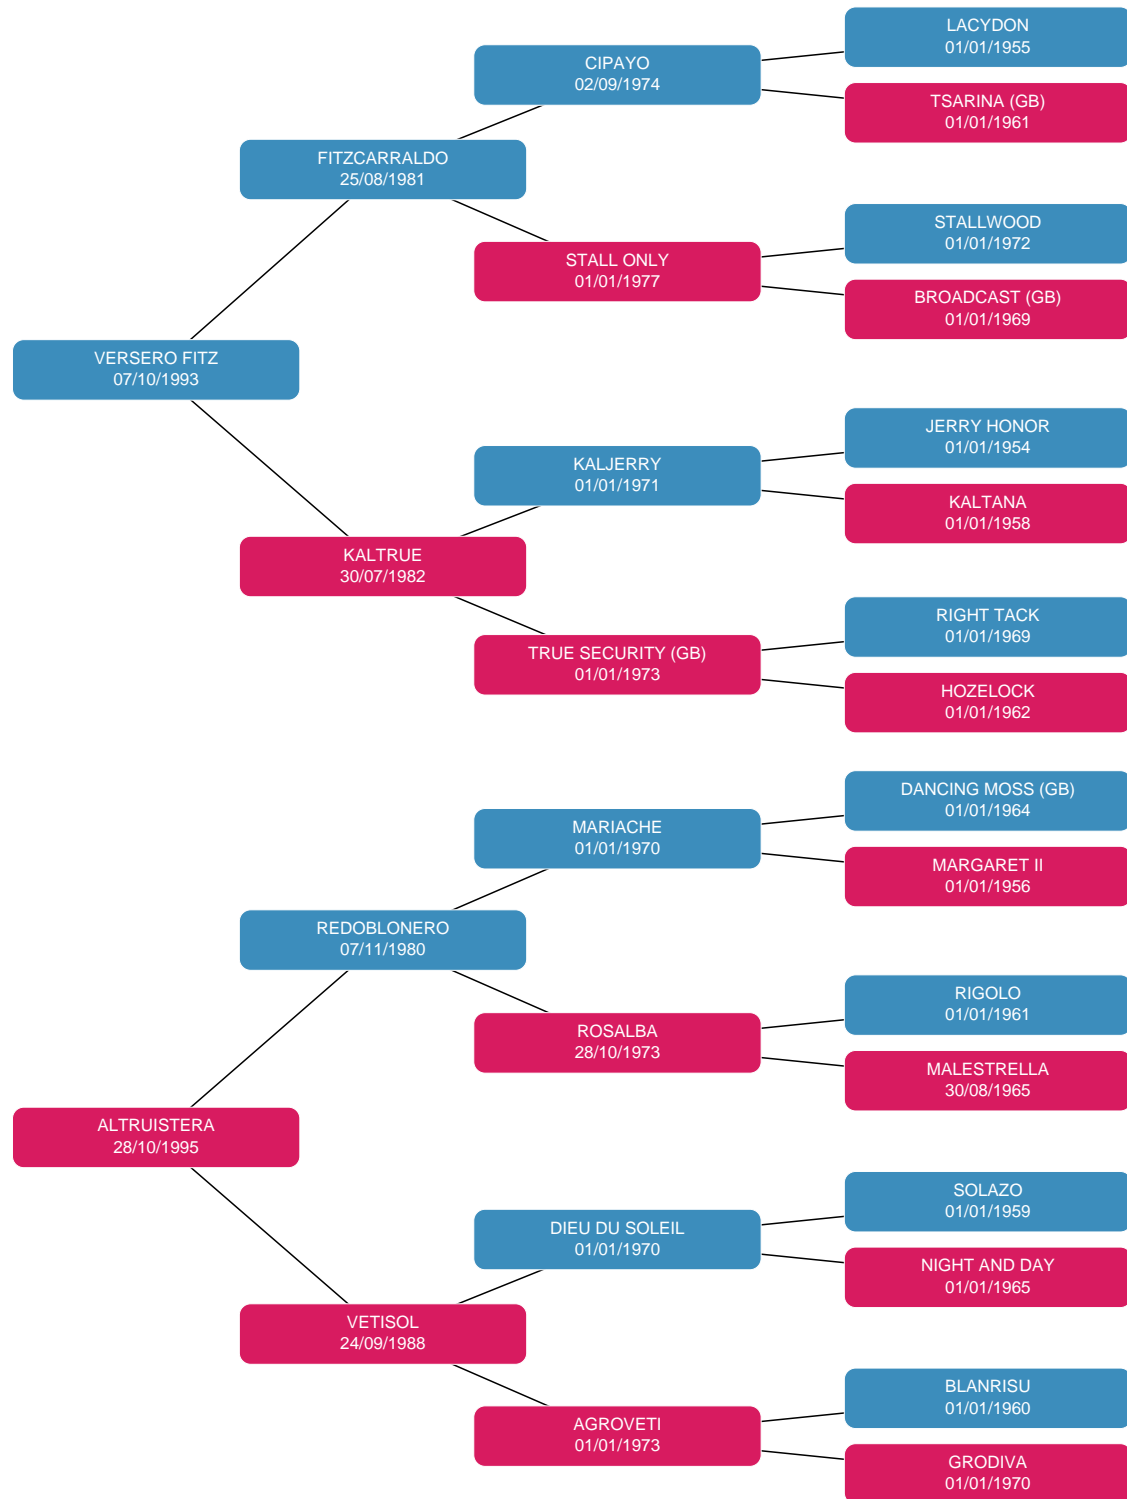 LACYDON
01/01/1955
CIPAYO
02/09/1974
TSARINA (GB)
01/01/1961
FITZCARRALDO
25/08/1981
STALLWOOD
01/01/1972
STALL ONLY
01/01/1977
BROADCAST (GB)
01/01/1969
VERSERO FITZ
07/10/1993
JERRY HONOR
01/01/1954
KALJERRY
01/01/1971
KALTANA
01/01/1958
KALTRUE
30/07/1982
RIGHT TACK
01/01/1969
TRUE SECURITY (GB)
01/01/1973
HOZELOCK
01/01/1962
DANCING MOSS (GB)
01/01/1964
MARIACHE
01/01/1970
MARGARET II
01/01/1956
REDOBLONERO
07/11/1980
RIGOLO
01/01/1961
ROSALBA
28/10/1973
MALESTRELLA
30/08/1965
ALTRUISTERA
28/10/1995
SOLAZO
01/01/1959
DIEU DU SOLEIL
01/01/1970
NIGHT AND DAY
01/01/1965
VETISOL
24/09/1988
BLANRISU
01/01/1960
AGROVETI
01/01/1973
GRODIVA
01/01/1970